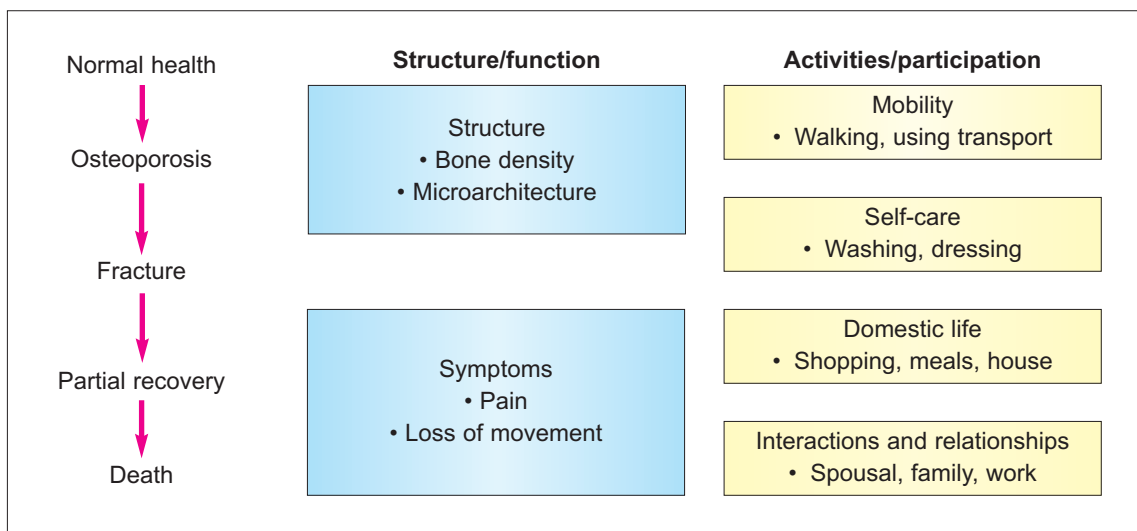 Normal health
Osteoporosis
Fracture
Partial recovery
Death
Structure/function
Structure
• Bone density
• Microarchitecture
Symptoms
• Pain
• Loss of movement
Activities/participation
Mobility
• Walking, using transport
Self-care
• Washing, dressing
Domestic life
• Shopping, meals, house
Interactions and relationships
• Spousal, family, work